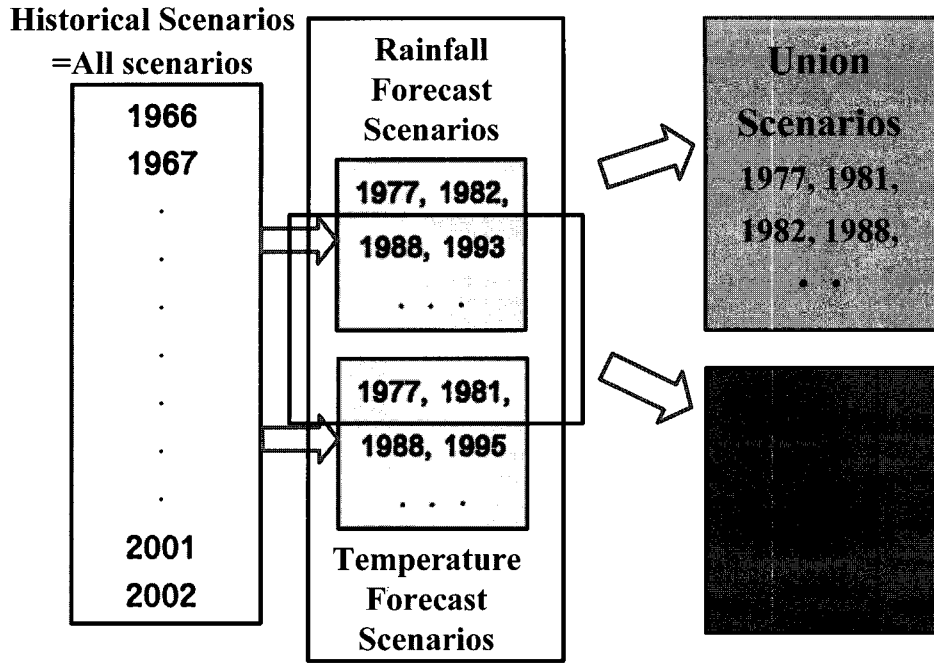 Historical Scenarios
=All scenarios
1966
1967
.
.
.
.
.
.
.
2001
2002
Rainfall
Forecast
Scenarios
1977, 1982,
1988, 1993
. . .
1977, 1981,
1988, 1995
. . .
Temperature
Forecast
Scenarios
Union
Scenarios
1977, 1981,
1982, 1988,
. .